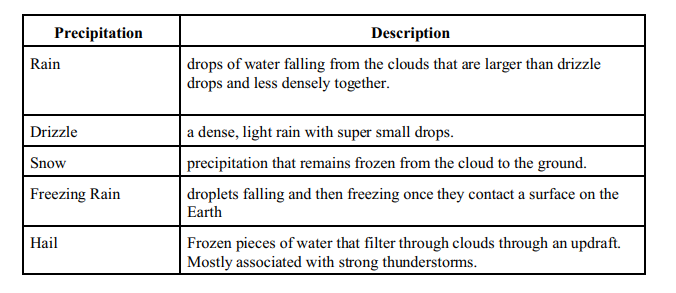 Precipitation Description
Rain drops of water falling from the clouds that are larger than drizzle
drops and less densely together.
Drizzle a dense, light rain with super small drops.
Snow precipitation that remains frozen from the cloud to the ground.
Freezing Rain droplets falling and then freezing once they contact a surface on the
Earth
Hail Frozen pieces of water that filter through clouds through an updraft.
Mostly associated with strong thunderstorms.